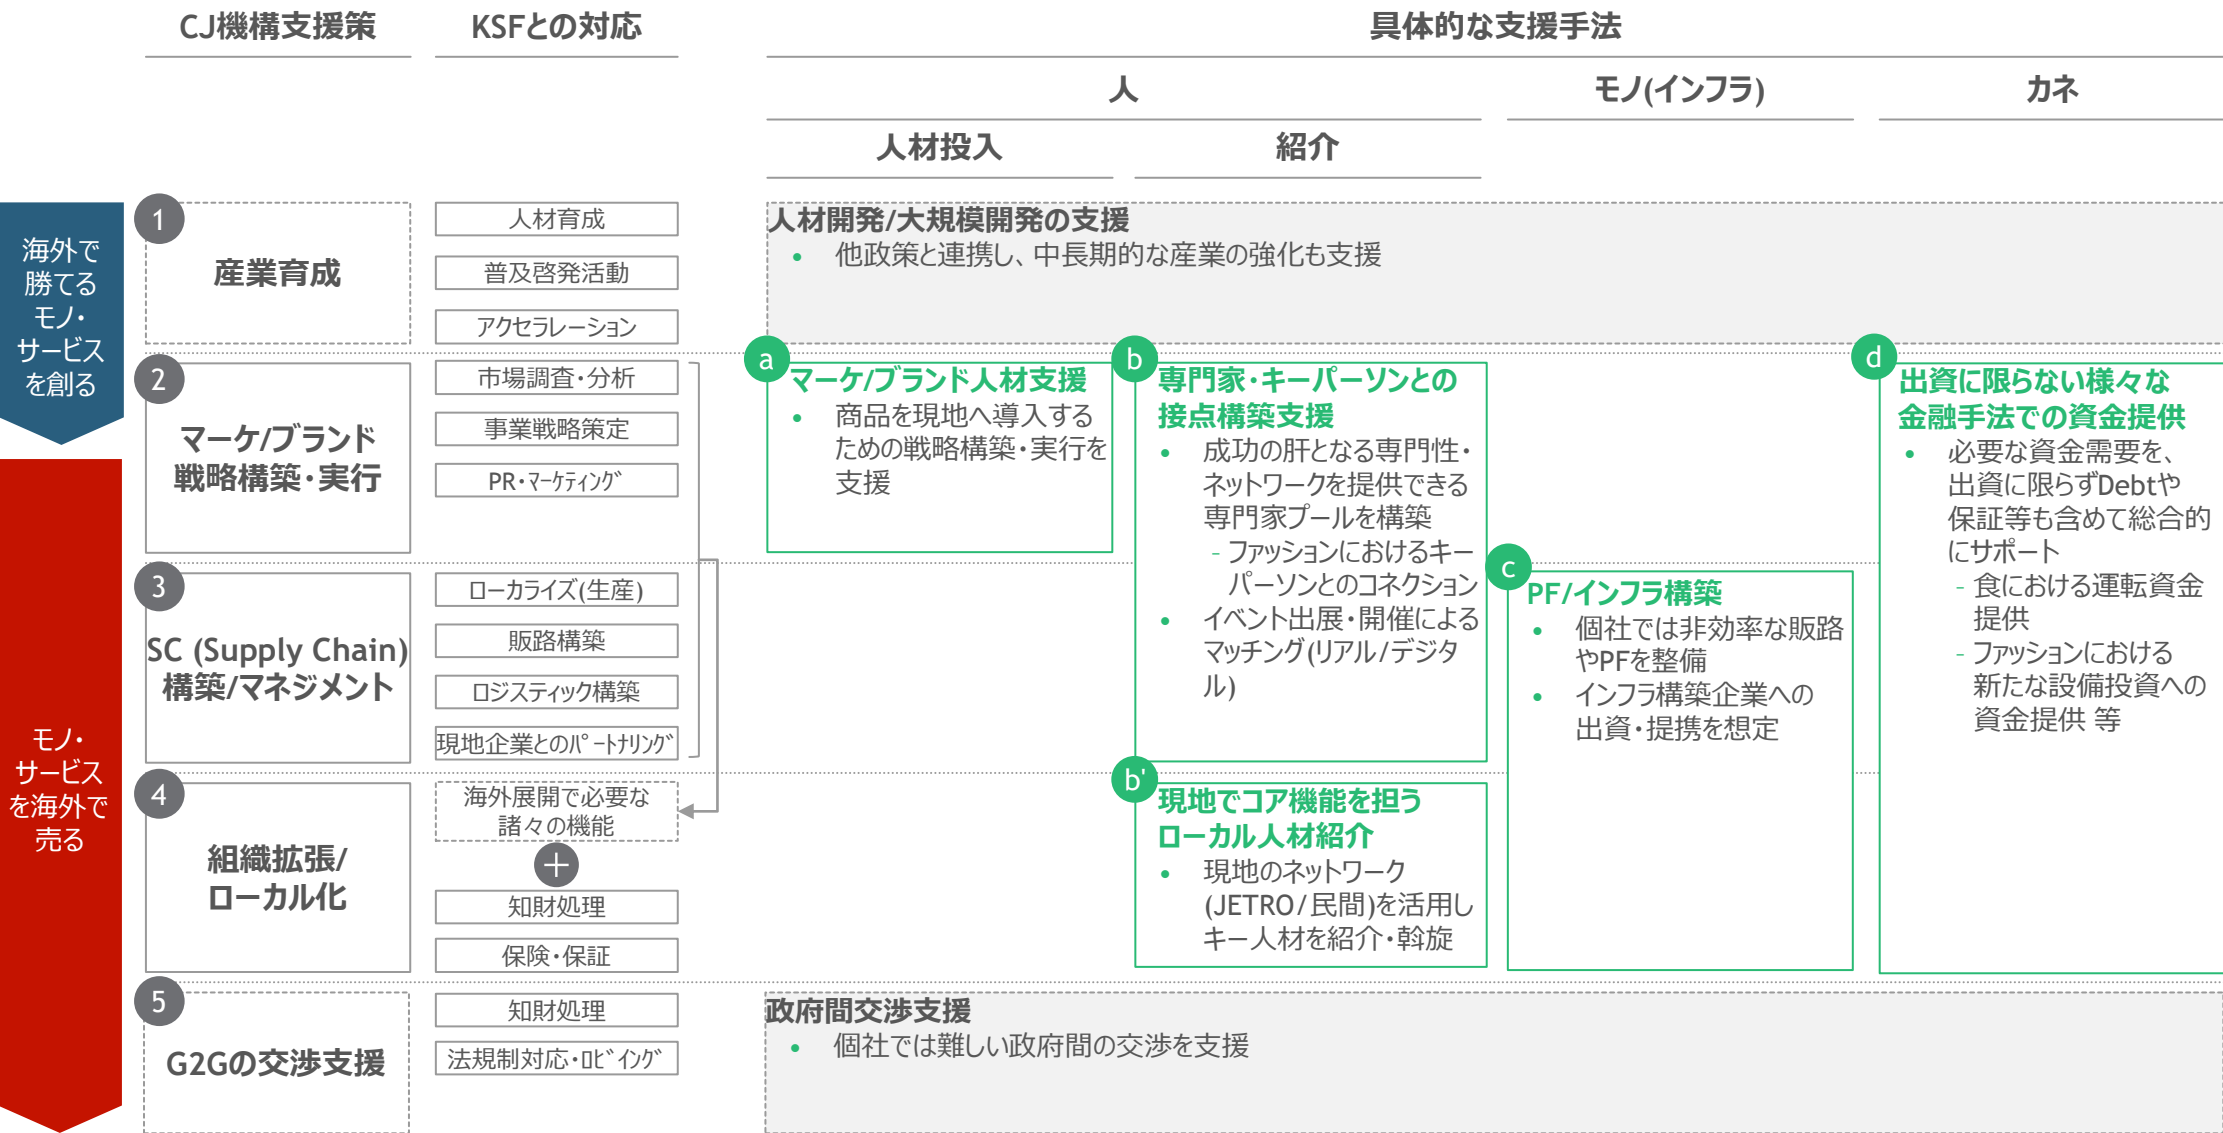 CJ機構支援策
KSFとの対応
具体的な支援手法
人
モノ(インフラ)
カネ
人材投入
紹介
海外で
勝てる
モノ・
サービス
を創る
モノ・
サービス
を海外で
売る
1
産業育成
人材育成
普及啓発活動
アクセラレーション
人材開発/大規模開発の支援
• 他政策と連携し、中長期的な産業の強化も支援
2
マーケ/ブランド
戦略構築・実行
市場調査・分析
事業戦略策定
PR・ﾏｰｹﾃｨﾝｸﾞ
a
マーケ/ブランド人材支援
• 商品を現地へ導入する
ための戦略構築・実行を
支援
b
専門家・キーパーソンとの
接点構築支援
• 成功の肝となる専門性・
ネットワークを提供できる
専門家プールを構築
- ファッションにおけるキー
パーソンとのコネクション
• イベント出展・開催による
マッチング(リアル/デジタ
ル)
d
出資に限らない様々な
金融手法での資金提供
• 必要な資金需要を、
出資に限らずDebtや
保証等も含めて総合的
にサポート
- 食における運転資金
提供
- ファッションにおける
新たな設備投資への
資金提供 等
3
SC (Supply Chain)
構築/マネジメント
ローカライズ(生産)
販路構築
ロジスティック構築
現地企業とのﾊﾟｰﾄﾅﾘﾝｸﾞ
c
PF/インフラ構築
• 個社では非効率な販路
やPFを整備
• インフラ構築企業への
出資・提携を想定
4
組織拡張/
ローカル化
海外展開で必要な
諸々の機能
+
知財処理
保険・保証
b'
現地でコア機能を担う
ローカル人材紹介
• 現地のネットワーク
(JETRO/民間)を活用し
キー人材を紹介・斡旋
5
G2Gの交渉支援
知財処理
法規制対応・ﾛﾋﾞｲﾝｸﾞ
政府間交渉支援
• 個社では難しい政府間の交渉を支援